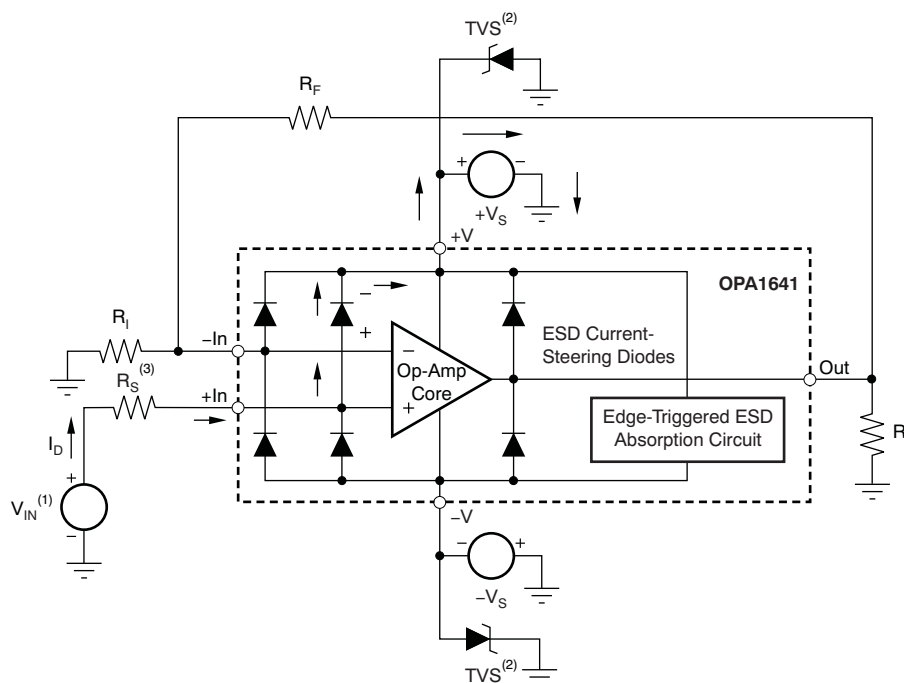 TVS(2)
RF
+ −
+VS
+V
OPA1641
−
+
RI
−In
ESD Current-
Steering Diodes
(3)
RS
+In
−
Op-Amp
Core
+
Out
Edge-Triggered ESD
Absorption Circuit
R
ID
+
VIN(1)
−
−V
− +
−VS
TVS(2)